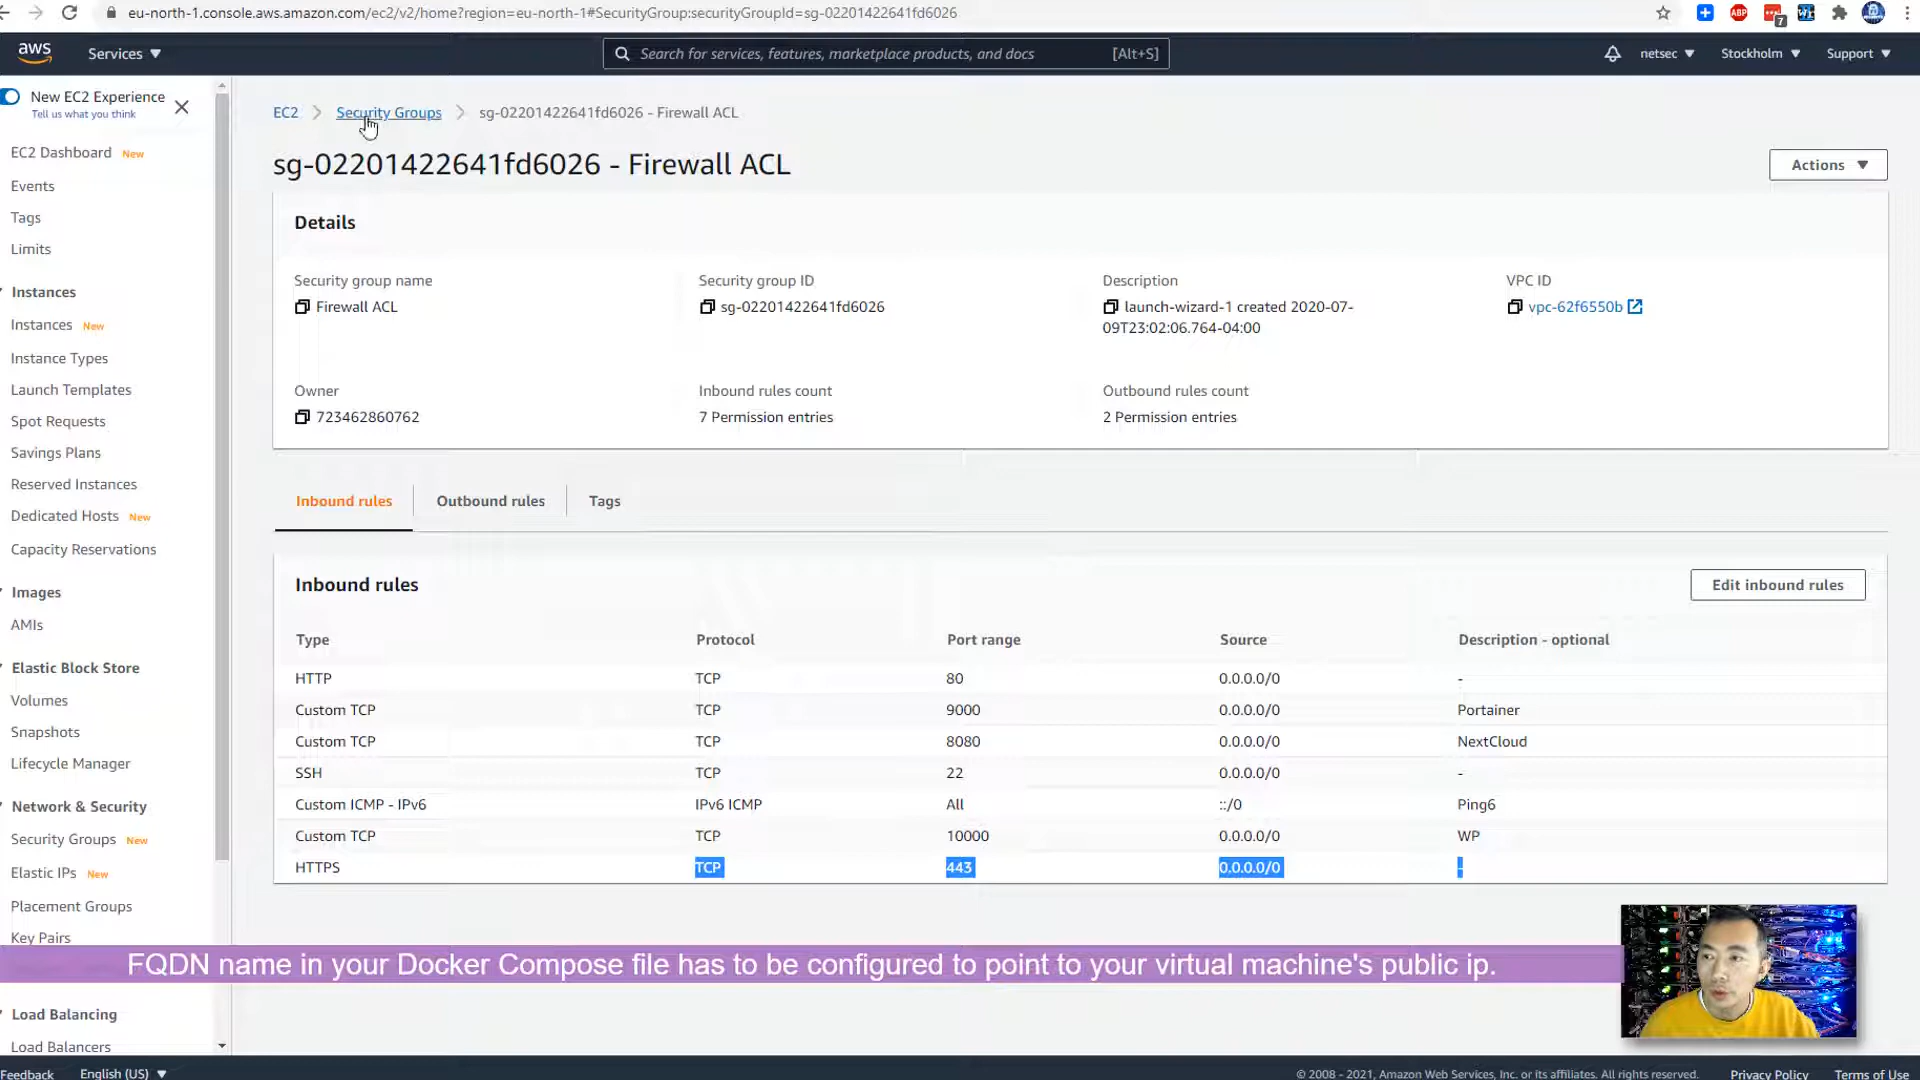 eu-north-1.console.aws.amazon.com/ec2/v2/home?region=eu-north-1#SecurityGroup:securityGroupId=sg-02201422641fd6026
ABP
7
aws
Services
Search for services, features, marketplace products, and docs
[Alt+S]
netsec
Stockholm
Support
New EC2 Experience
Tell us what you think
EC2 Dashboard New
Events
Tags
Limits
Instances
Instances New
Instance Types
Launch Templates
Spot Requests
Savings Plans
Reserved Instances
Dedicated Hosts New
Capacity Reservations
Images
AMIs
Elastic Block Store
Volumes
Snapshots
Lifecycle Manager
Network & Security
Security Groups New
Elastic IPs New
Placement Groups
Key Pairs
Load Balancing
Load Balancers
EC2 > Security Groups > sg-02201422641fd6026 - Firewall ACL
sg-02201422641fd6026 - Firewall ACL
Actions
Details
Security group name
Firewall ACL
Security group ID
sg-02201422641fd6026
Description
launch-wizard-1 created 2020-07-
09T23:02:06.764-04:00
VPC ID
vpc-62f6550b
Owner
723462860762
Inbound rules count
7 Permission entries
Outbound rules count
2 Permission entries
Inbound rules
Outbound rules
Tags
Inbound rules
Edit inbound rules
Type Protocol Port range Source Description - optional
HTTP TCP 80 0.0.0.0/0 -
Custom TCP TCP 9000 0.0.0.0/0 Portainer
Custom TCP TCP 8080 0.0.0.0/0 NextCloud
SSH TCP 22 0.0.0.0/0 -
Custom ICMP - IPv6 IPv6 ICMP All ::/0 Ping6
Custom TCP TCP 10000 0.0.0.0/0 WP
HTTPS TCP 443 0.0.0.0/0 -
FQDN name in your Docker Compose file has to be configured to point to your virtual machine's public ip.
Feedback
English (US)
© 2008 - 2021, Amazon Web Services, Inc. or its affiliates. All rights reserved.
Privacy Policy
Terms of Use